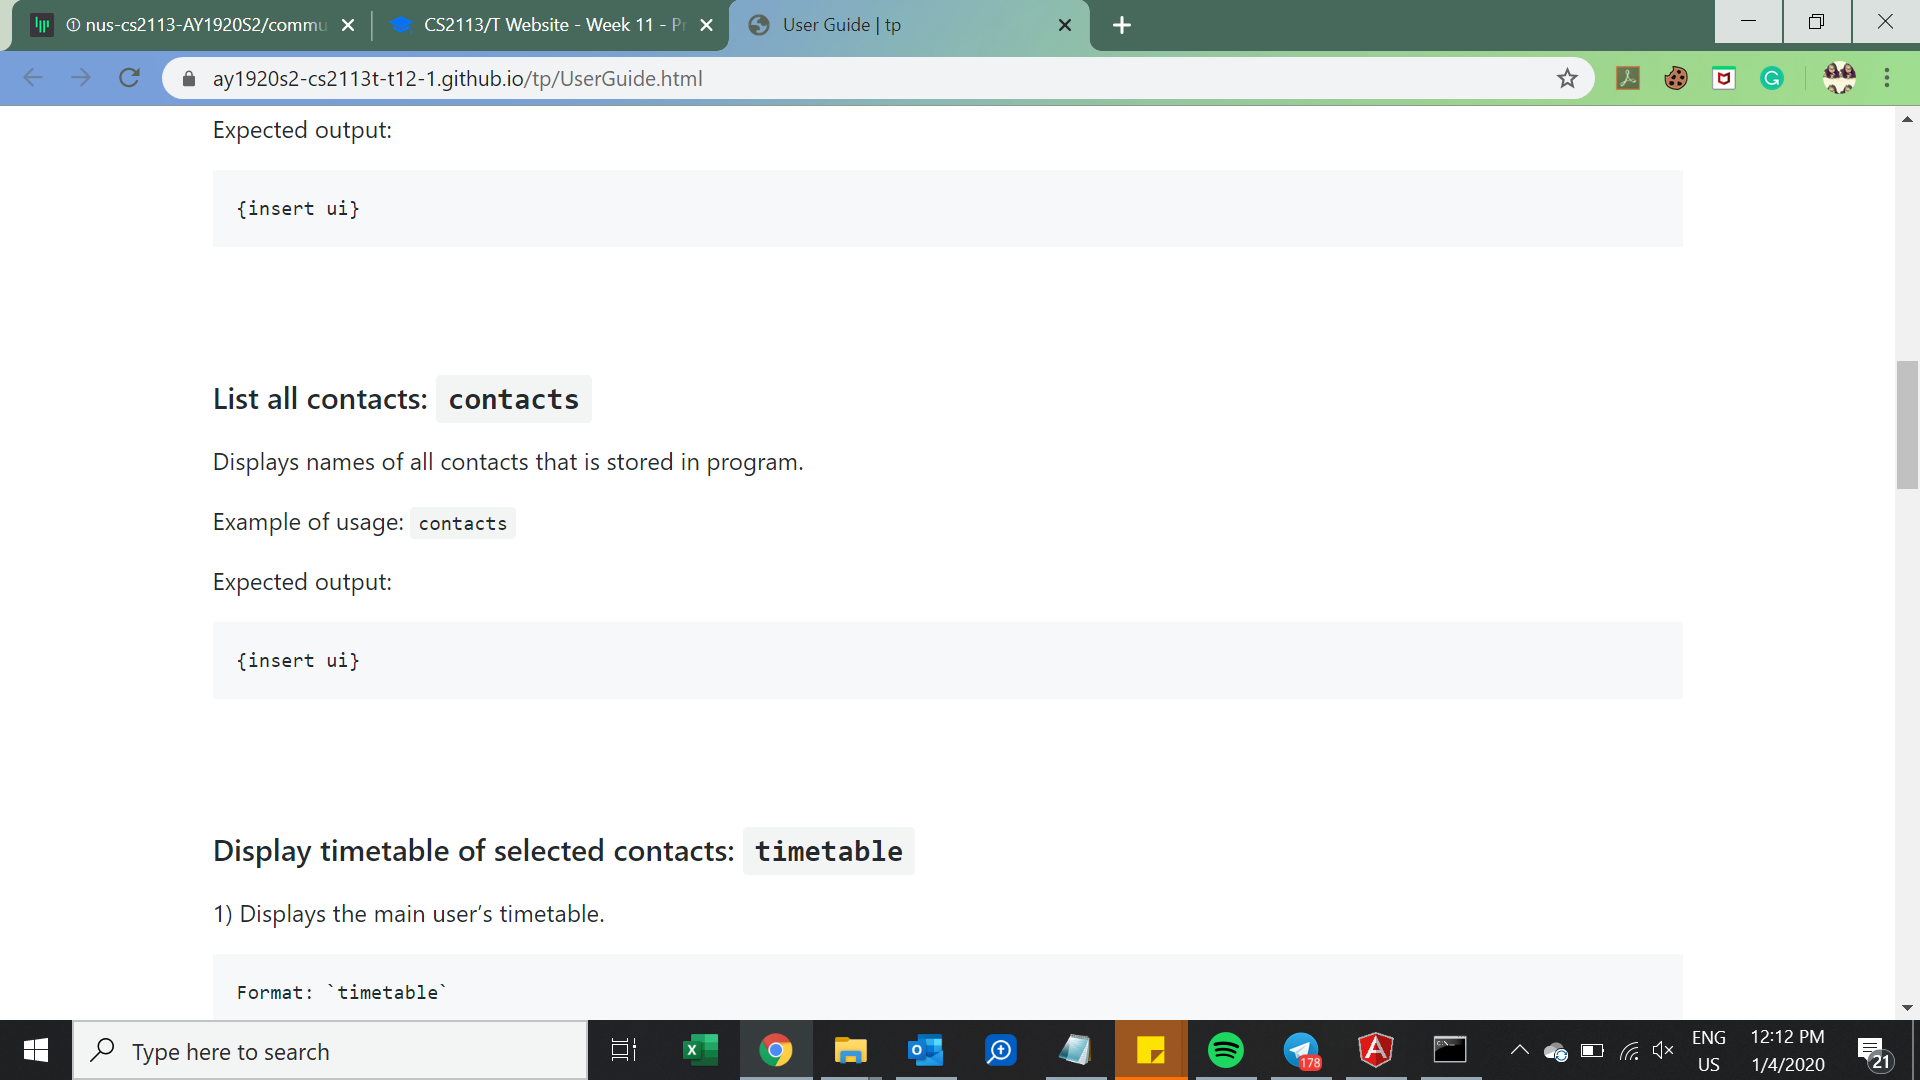 ① nus-cs2113-AY1920S2/commu
CS2113/T Website - Week 11 - Pr
User Guide | tp
ay1920s2-cs2113t-t12-1.github.io/tp/UserGuide.html
Expected output:
{insert ui}
List all contacts: contacts
Displays names of all contacts that is stored in program.
Example of usage: contacts
Expected output:
{insert ui}
Display timetable of selected contacts: timetable
1) Displays the main user’s timetable.
Format: `timetable`
Type here to search
178
ENG
US
12:12 PM
1/4/2020
21